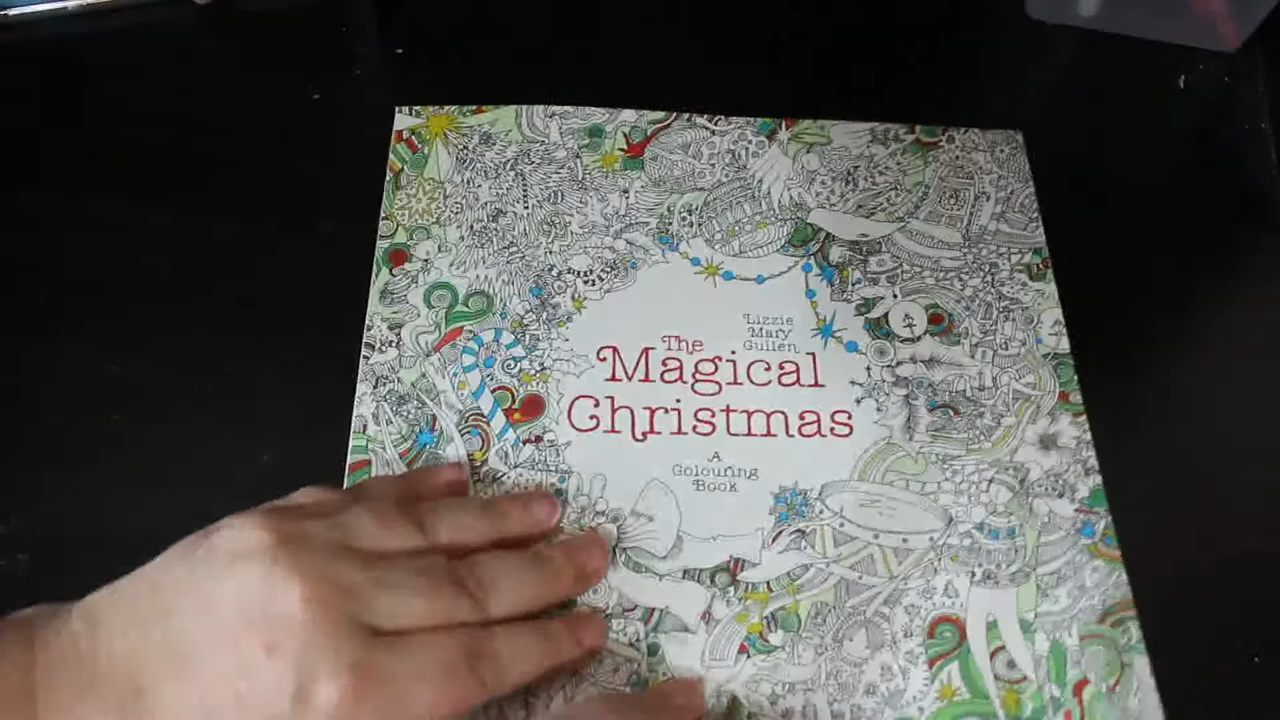 Lizzie
Mary
Cullen
The
Magical
Christmas
A
Colouring
Book